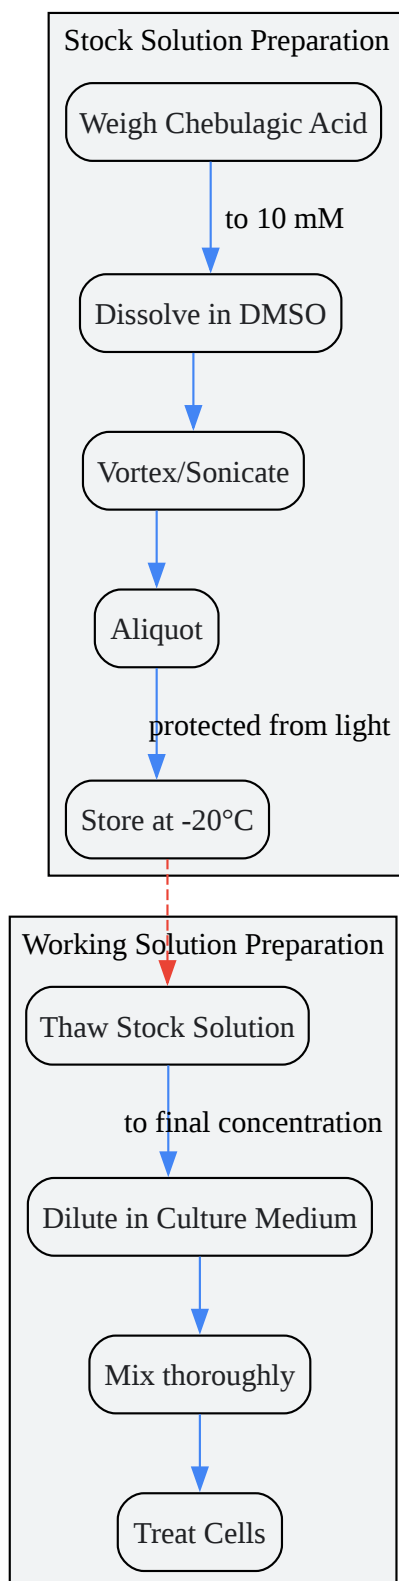 Stock Solution Preparation
Weigh Chebulagic Acid
to 10 mM
Dissolve in DMSO
Vortex/Sonicate
Aliquot
protected from light
Store at -20°C
Working Solution Preparation
Thaw Stock Solution
to final concentration
Dilute in Culture Medium
Mix thoroughly
Treat Cells